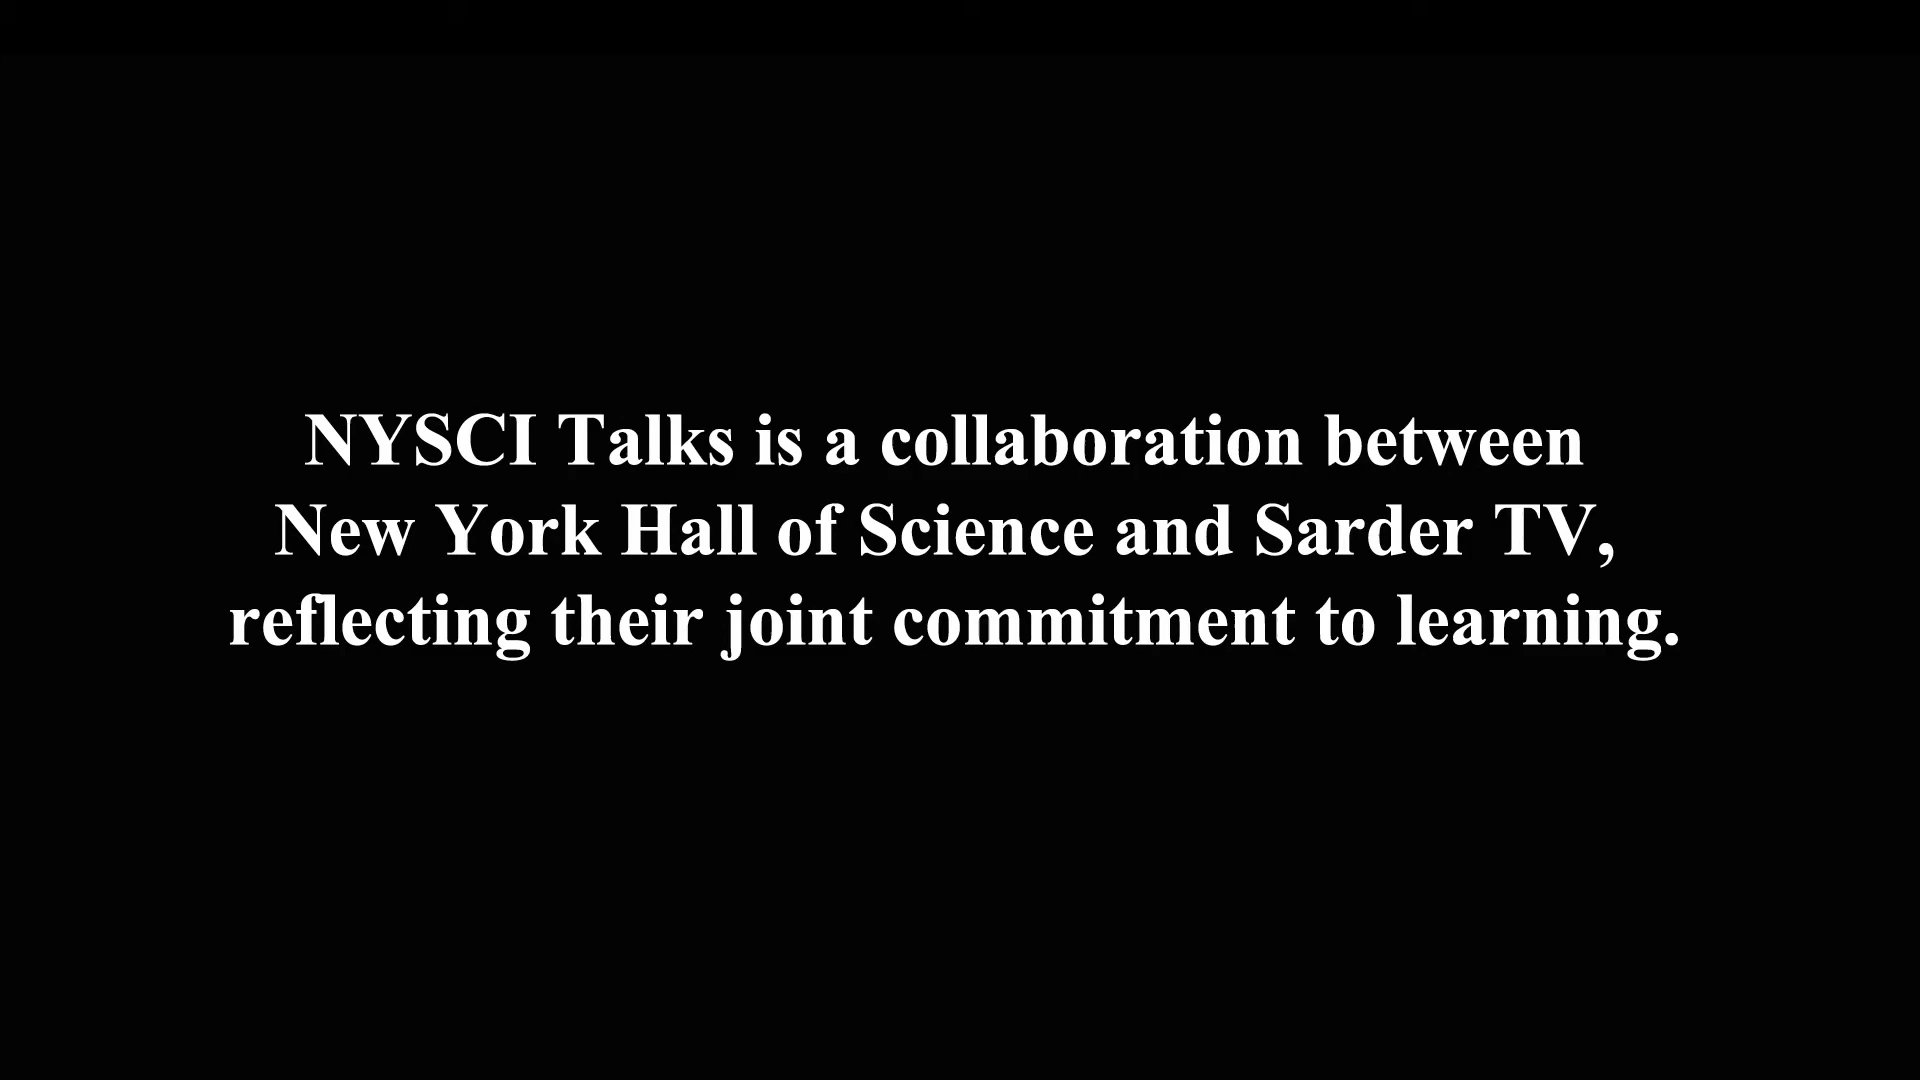 NYSCI Talks is a collaboration between
New York Hall of Science and Sarder TV,
reflecting their joint commitment to learning.